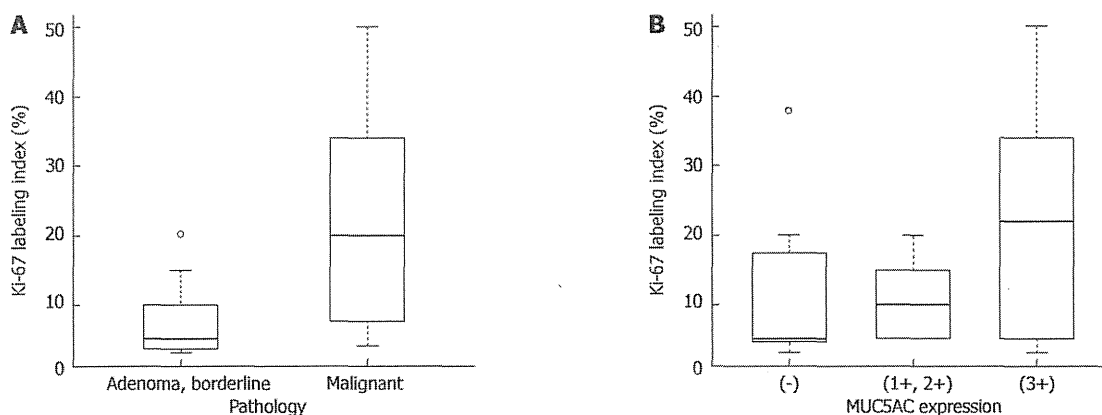 A
50
40
30
20
10
0
Ki-67 labeling index (%)
Adenoma, borderline
Malignant
Pathology
B
50
40
30
20
10
0
Ki-67 labeling index (%)
(-)
(1+, 2+)
(3+)
MUC5AC expression